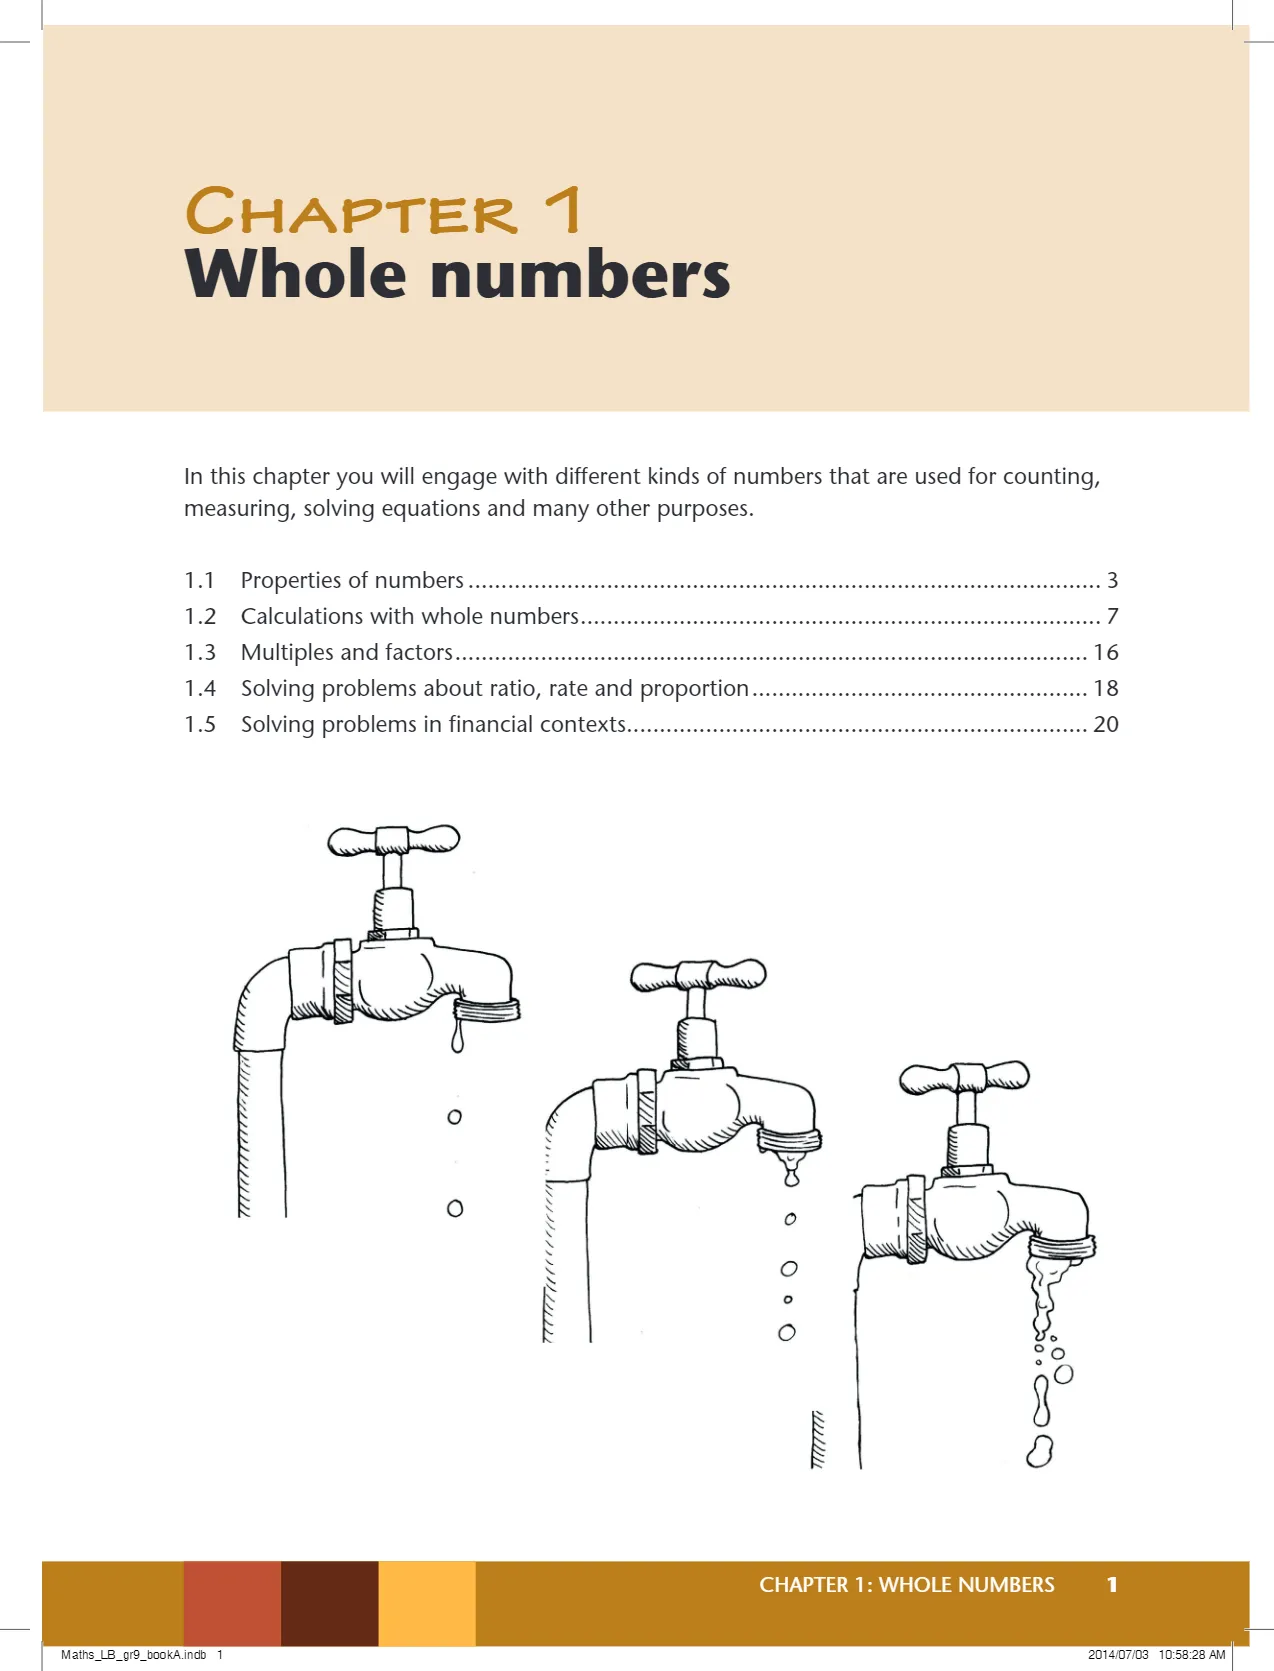 Chapter 1
Whole numbers
In this chapter you will engage with different kinds of numbers that are used for counting,
measuring, solving equations and many other purposes.
1.1 Properties of numbers ................................................................................................ 3
1.2 Calculations with whole numbers............................................................................... 7
1.3 Multiples and factors................................................................................................ 16
1.4 Solving problems about ratio, rate and proportion................................................... 18
1.5 Solving problems in financial contexts...................................................................... 20
CHAPTER 1: WHOLE NUMBERS 1
Maths_LB_gr9_bookA.indb 1 2014/07/03 10:58:28 AM